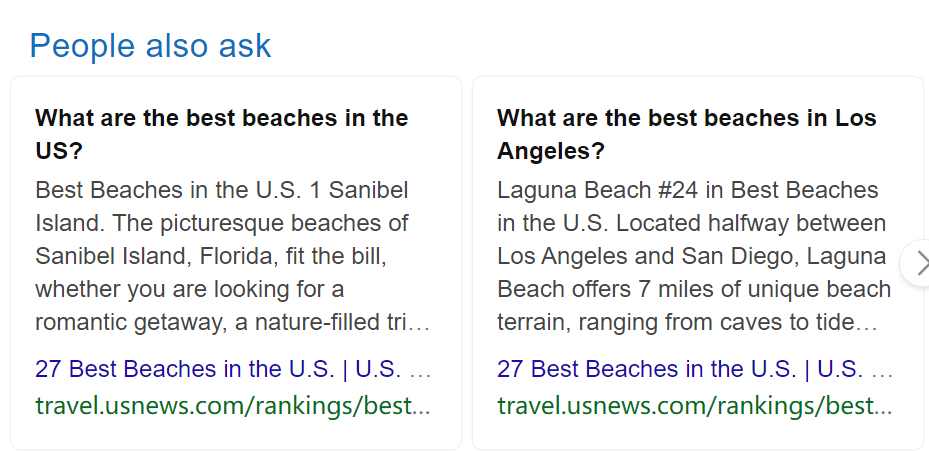 People also ask
What are the best beaches in the
US?
Best Beaches in the U.S. 1 Sanibel
Island. The picturesque beaches of
Sanibel Island, Florida, fit the bill,
whether you are looking for a
romantic getaway, a nature-filled tri…
27 Best Beaches in the U.S. | U.S. …
travel.usnews.com/rankings/best...
What are the best beaches in Los
Angeles?
Laguna Beach #24 in Best Beaches
in the U.S. Located halfway between
Los Angeles and San Diego, Laguna
Beach offers 7 miles of unique beach
terrain, ranging from caves to tide…
27 Best Beaches in the U.S. | U.S. …
travel.usnews.com/rankings/best...